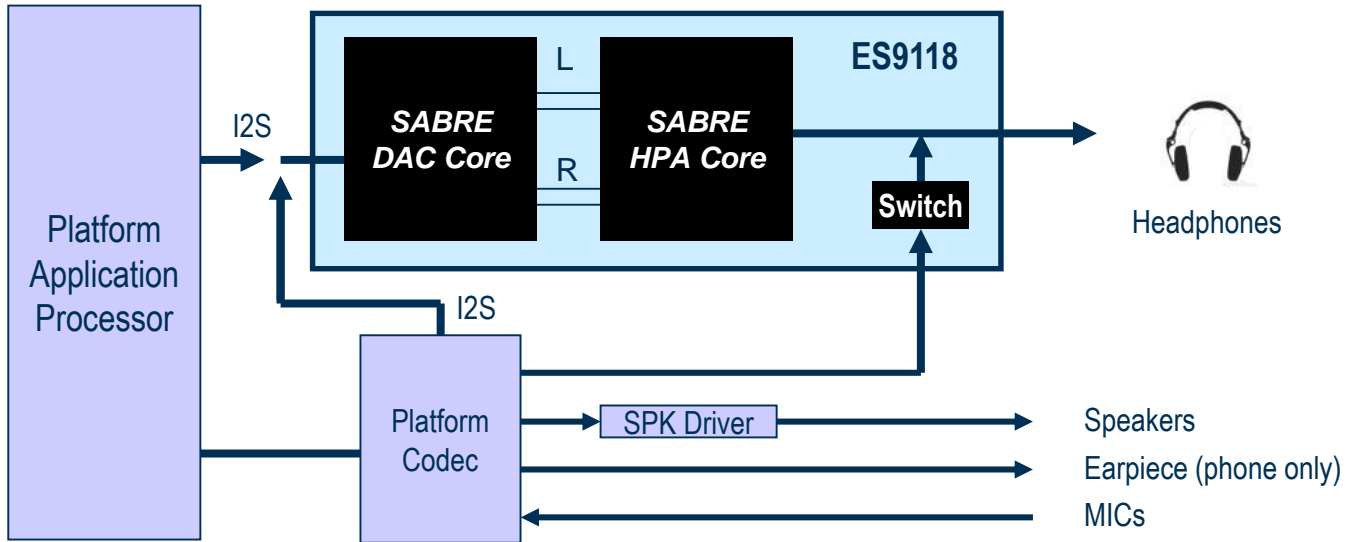 L
ES9118
I2S
SABRE
DAC Core
SABRE
HPA Core
R
Switch
Platform
Application
Processor
Headphones
I2S
Platform
Codec
SPK Driver
Speakers
Earpiece (phone only)
MICs